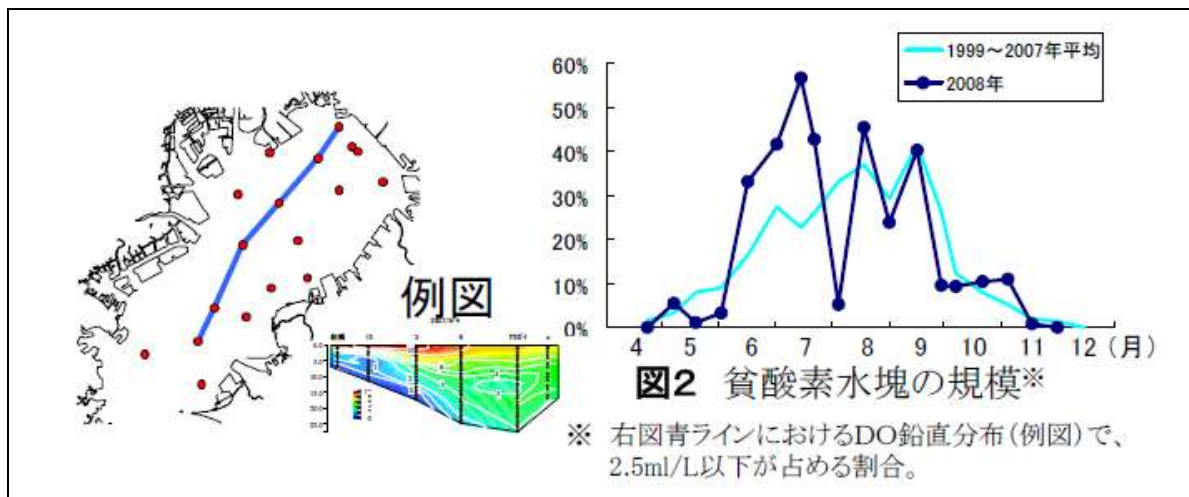 1999～2007年平均
2008年
60%
50%
40%
30%
20%
10%
0%
4 5 6 7 8 9 10 11 12 (月)
例図
図2 貧酸素水塊の規模※
※ 右図青ラインにおけるDO鉛直分布(例図)で、
2.5ml/L以下が占める割合。